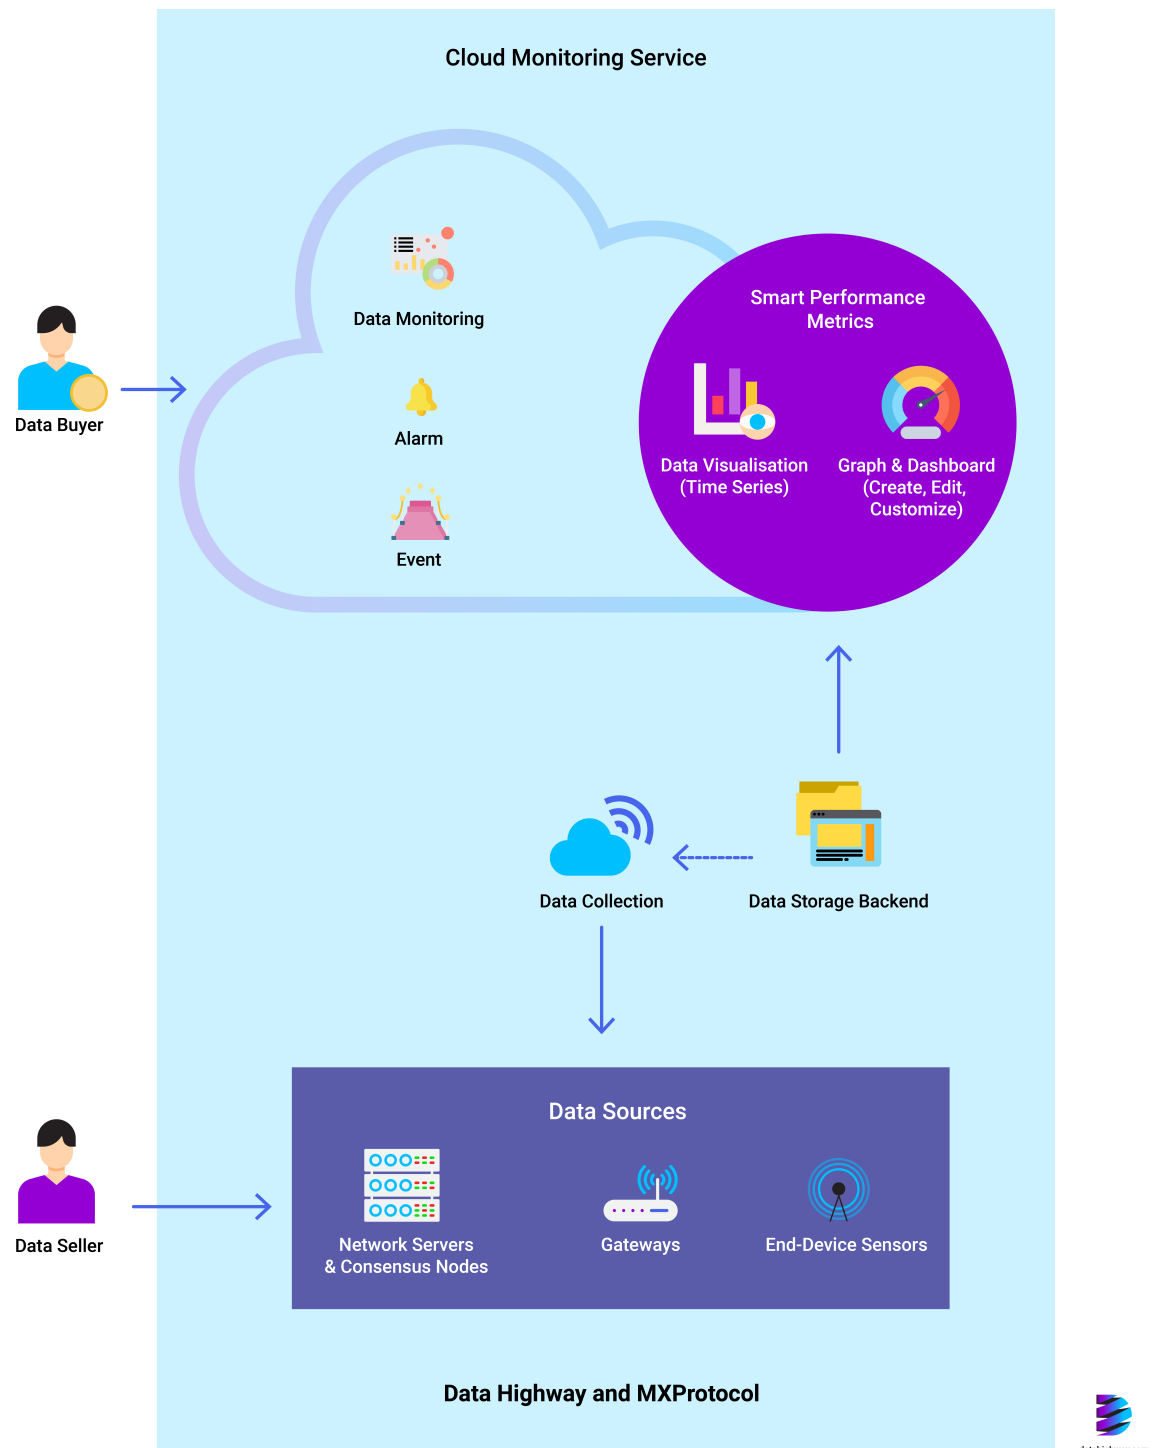 Cloud Monitoring Service
Data Monitoring
Alarm
Event
Smart Performance
Metrics
Data Visualisation
(Time Series)
Graph & Dashboard
(Create, Edit,
Customize)
Data Buyer
Data Collection
Data Storage Backend
Data Sources
Network Servers
& Consensus Nodes
Gateways
End-Device Sensors
Data Seller
Data Highway and MXProtocol